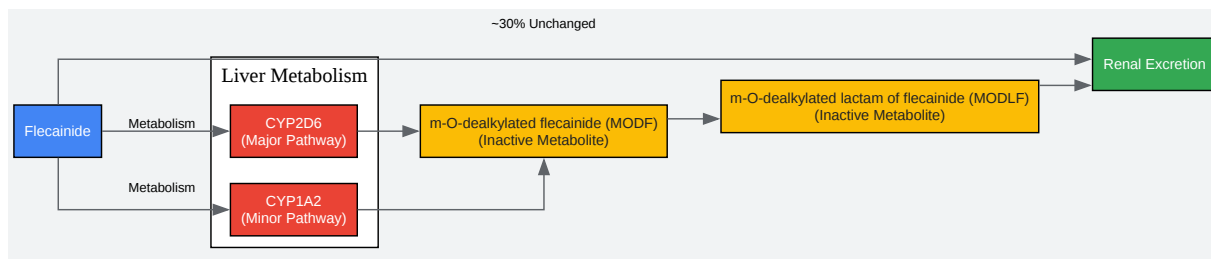 ~30% Unchanged
Liver Metabolism
Renal Excretion
Flecainide
Metabolism
CYP2D6
(Major Pathway)
m-O-dealkylated flecainide (MODF)
(Inactive Metabolite)
m-O-dealkylated lactam of flecainide (MODLF)
(Inactive Metabolite)
Metabolism
CYP1A2
(Minor Pathway)